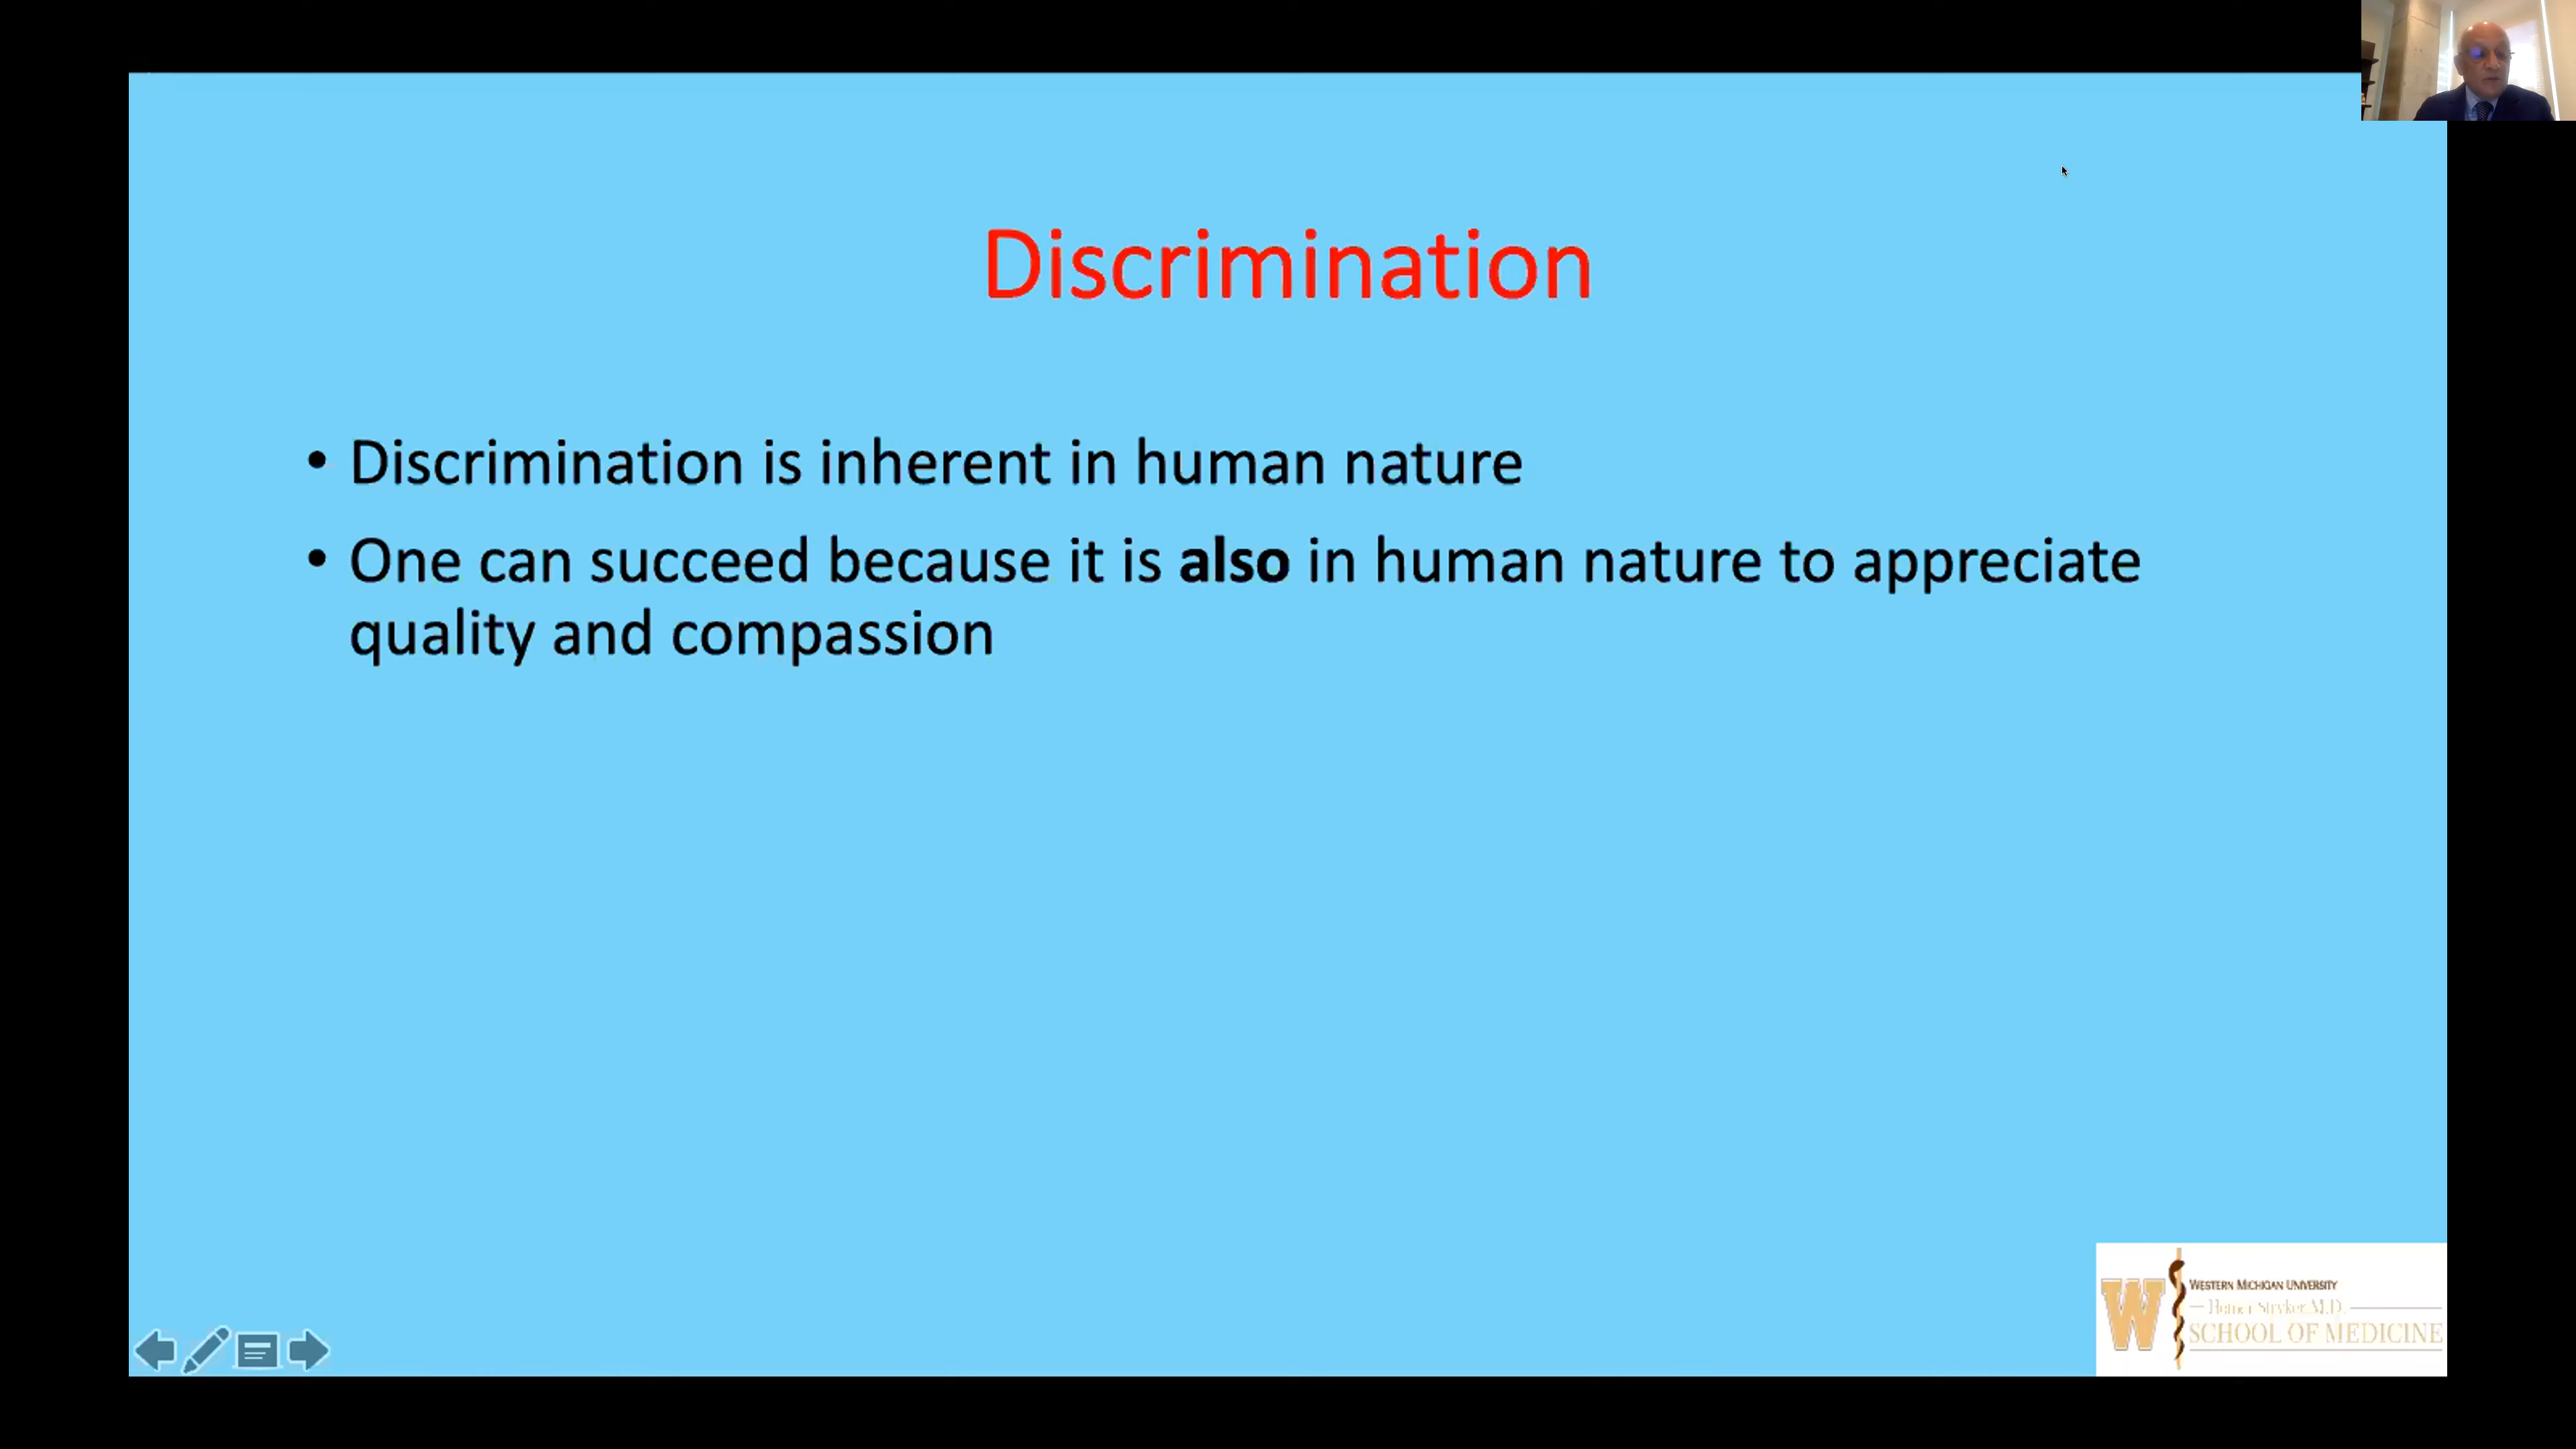 Discrimination
• Discrimination is inherent in human nature
• One can succeed because it is also in human nature to appreciate
quality and compassion
W
WESTERN MICHIGAN UNIVERSITY
Homer Stryker M.D.
SCHOOL OF MEDICINE